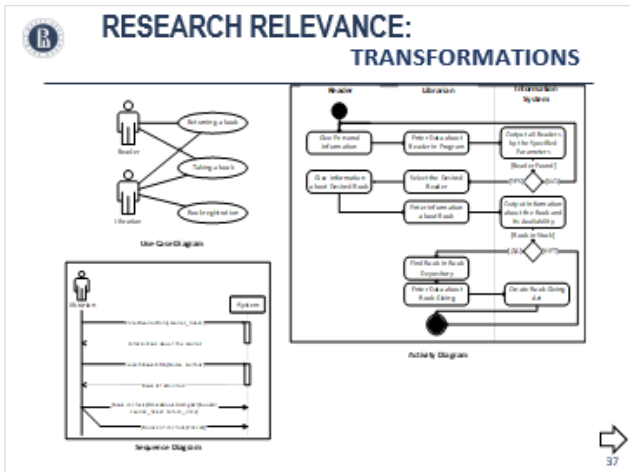 RESEARCH RELEVANCE:
TRANSFORMATIONS
Reader
Librarian
Information
System
Returning a book
Reader
Taking a book
Librarian
Book registration
Use-Case Diagram
Give Personal
Information
Enter Data about
Reader in Program
Output all Readers
by the Specified
Parameters
[Reader Found]
Give Information
about Desired Book
Select the Desired
Reader
Enter Information
about Book
Output Information
about the Book and
its Availability
[Book in Stock]
Find Book in Book
Depository
Enter Data about
Book Giving
Create Book Giving
Act
Activity Diagram
Librarian
System
Information about the reader
Sequence Diagram
37